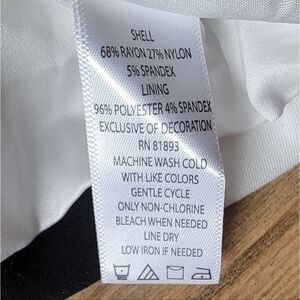 SHELL
68% RAYON 27% NYLON
5% SPANDEX
LINING
96% POLYESTER 4% SPANDEX
EXCLUSIVE OF DECORATION
RN 81893
MACHINE WASH COLD
WITH LIKE COLORS
GENTLE CYCLE
ONLY NON-CHLORINE
BLEACH WHEN NEEDED
LINE DRY
LOW IRON IF NEEDED